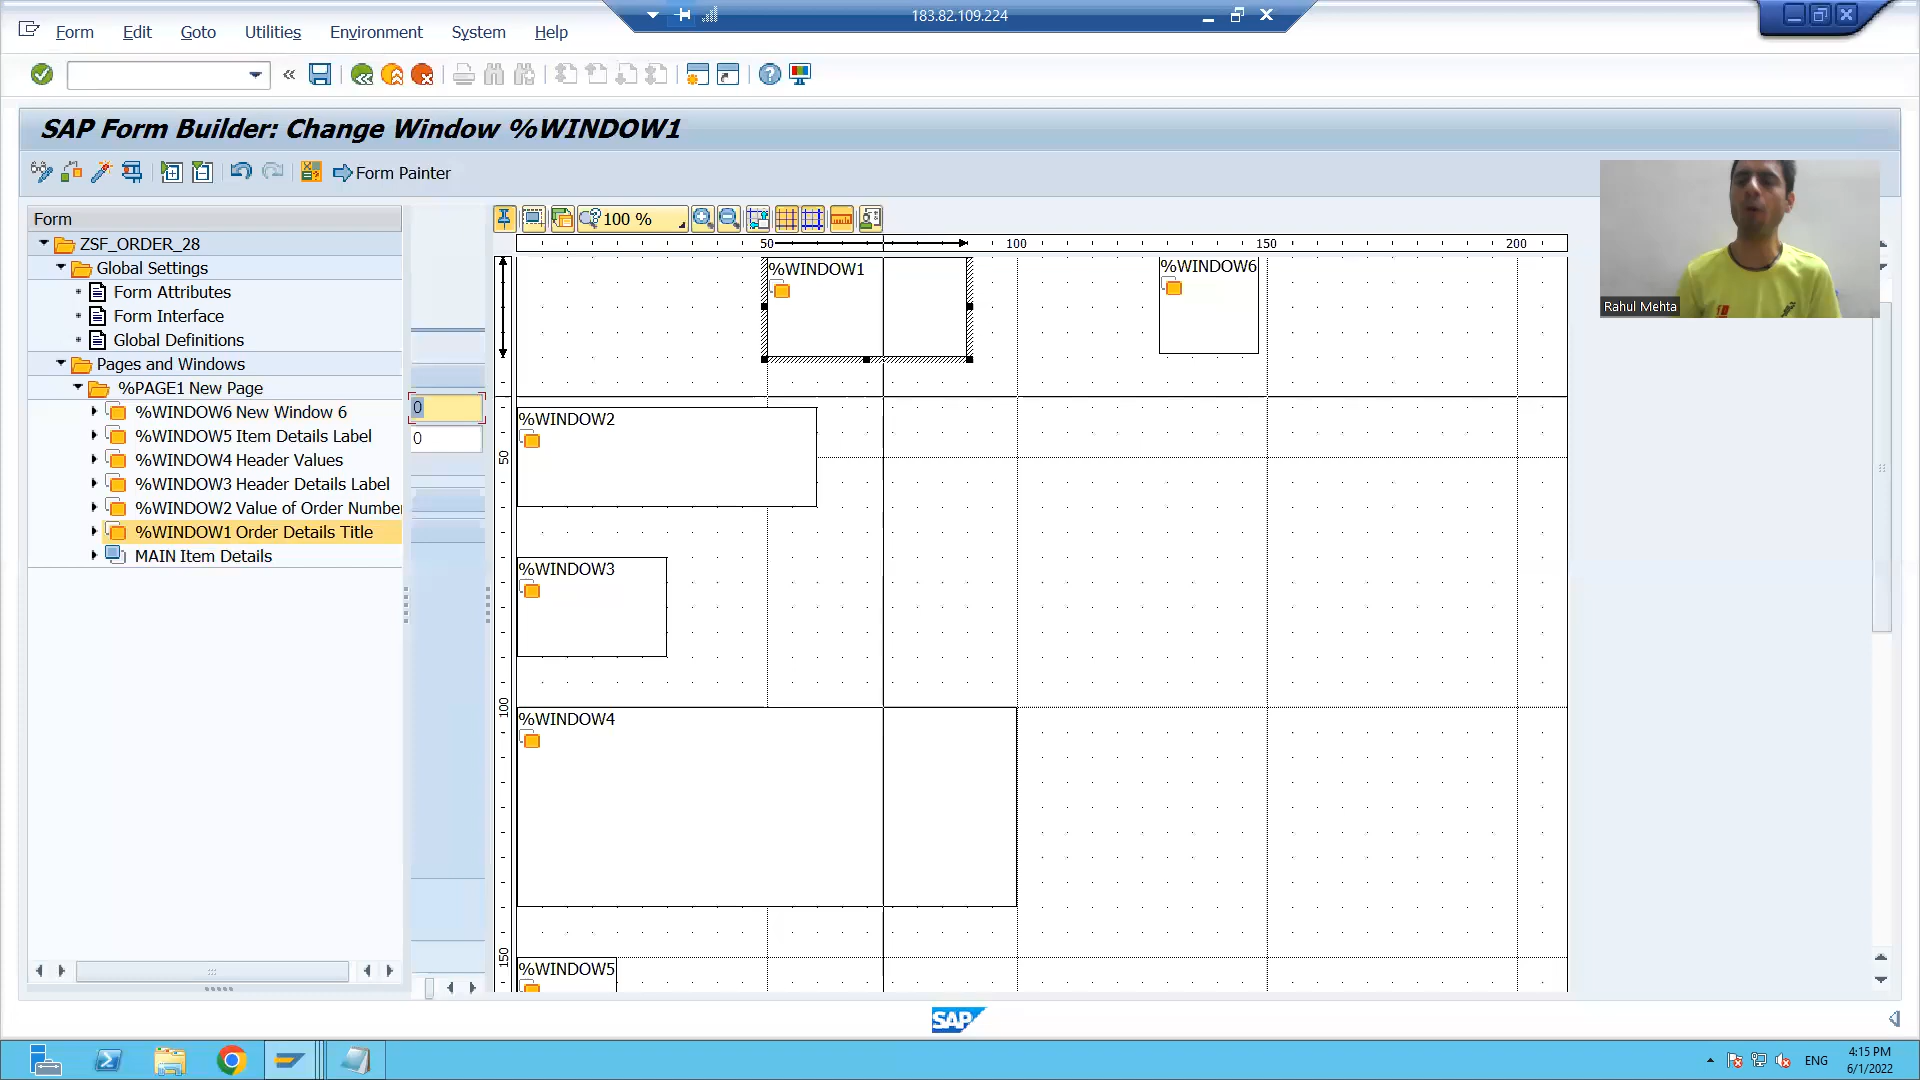 183.82.109.224
Form Edit Goto Utilities Environment System Help
SAP Form Builder: Change Window %WINDOW1
Form Painter
Form
100 %
ZSF_ORDER_28
Global Settings
Form Attributes
Form Interface
Global Definitions
Pages and Windows
%PAGE1 New Page
%WINDOW6 New Window 6
%WINDOW5 Item Details Label
%WINDOW4 Header Values
%WINDOW3 Header Details Label
%WINDOW2 Value of Order Number
%WINDOW1 Order Details Title
MAIN Item Details
0
0
50 100 150 200
50
100
150
%WINDOW1
%WINDOW6
%WINDOW2
%WINDOW3
%WINDOW4
%WINDOW5
Rahul Mehta
SAP
ENG
4:15 PM
6/1/2022